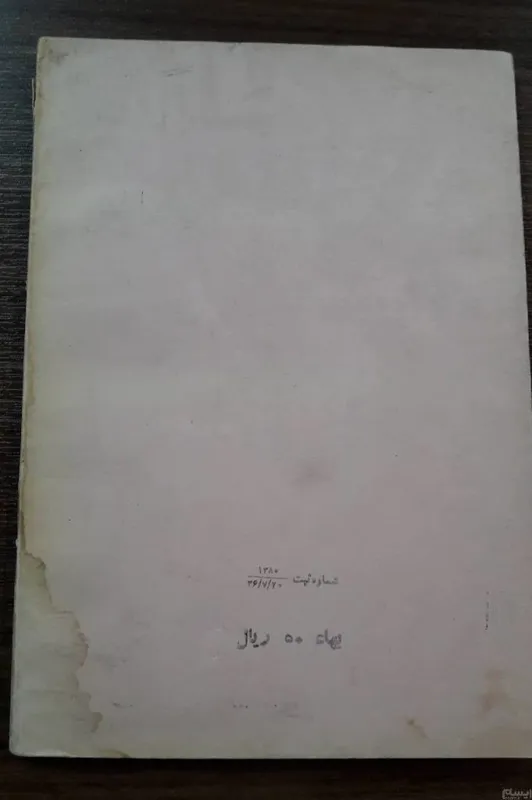 شماره ثبت ۱۳۸۰
۳۶/۷/۲۰
بهاء ۵۰ ریال